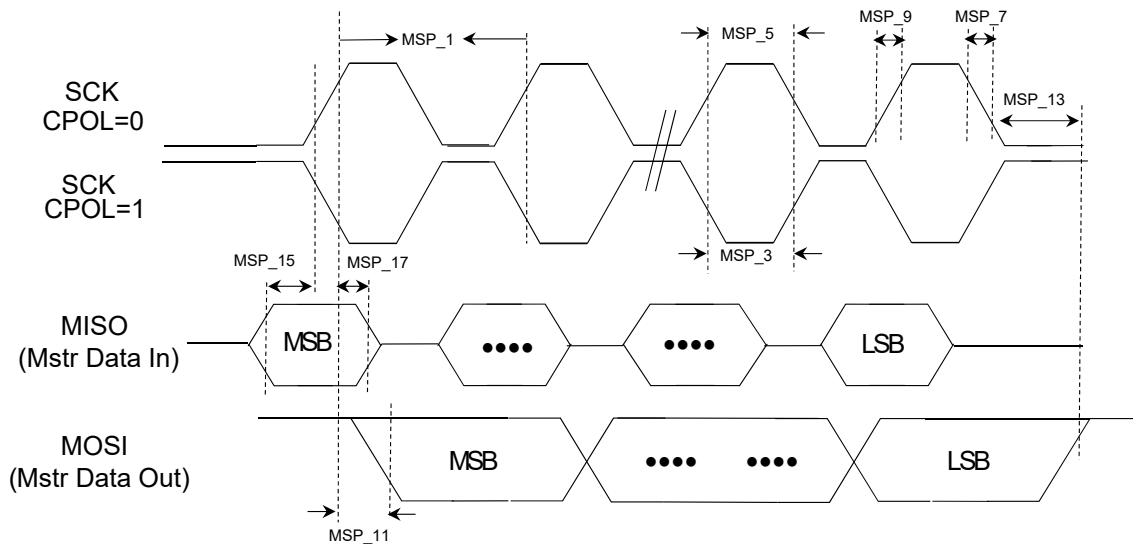 MSP_9
MSP_7
MSP_1
MSP_5
SCK
CPOL=0
MSP_13
SCK
CPOL=1
MSP_15
MSP_17
MSP_3
MISO
(Mstr Data In)
MSB
••••
••••
LSB
MOSI
(Mstr Data Out)
MSB
•••• ••••
LSB
MSP_11